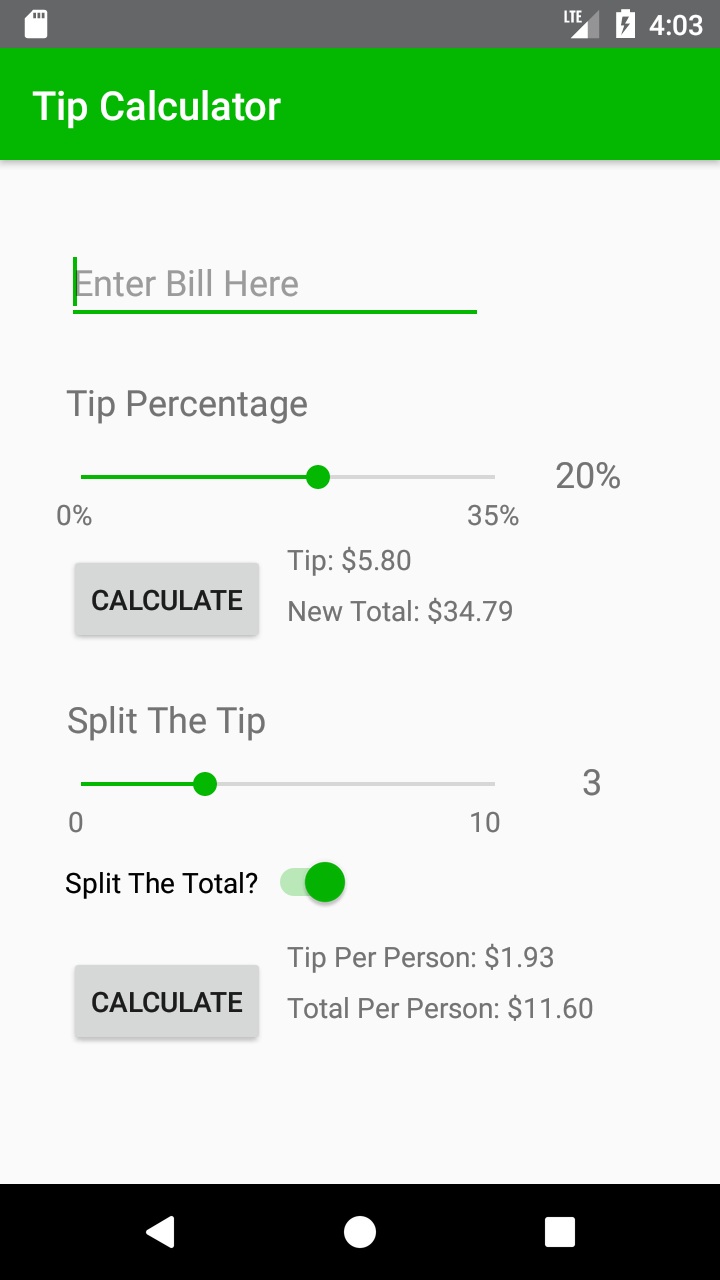 LTE 4:03
Tip Calculator
Enter Bill Here
Tip Percentage
20%
0% 35%
Tip: $5.80
CALCULATE
New Total: $34.79
Split The Tip
3
0 10
Split The Total?
Tip Per Person: $1.93
CALCULATE
Total Per Person: $11.60